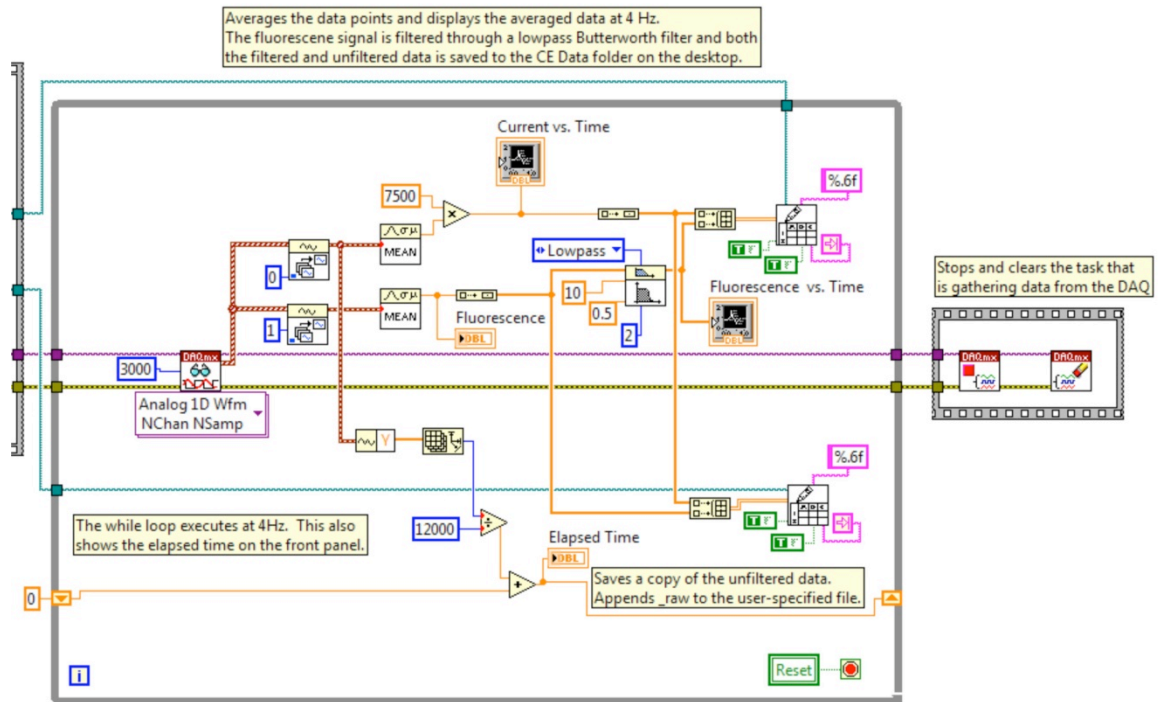 Averages the data points and displays the averaged data at 4 Hz.
The fluorescene signal is filtered through a lowpass Butterworth filter and both
the filtered and unfiltered data is saved to the CE Data folder on the desktop.
Current vs. Time
DBL
%.6f
7500
MEAN
T F
T F
Lowpass
0
10
0.5
2
Fluorescence vs. Time
DBL
Stops and clears the task that
is gathering data from the DAQ
MEAN
Fluorescence
DBL
1
3000
DAQmx
DAQmx
DAQmx
Analog 1D Wfm
NChan NSamp
Y
%.6f
The while loop executes at 4Hz. This also
shows the elapsed time on the front panel.
12000
T F
T F
Elapsed Time
DBL
Saves a copy of the unfiltered data.
Appends _raw to the user-specified file.
0
i
Reset